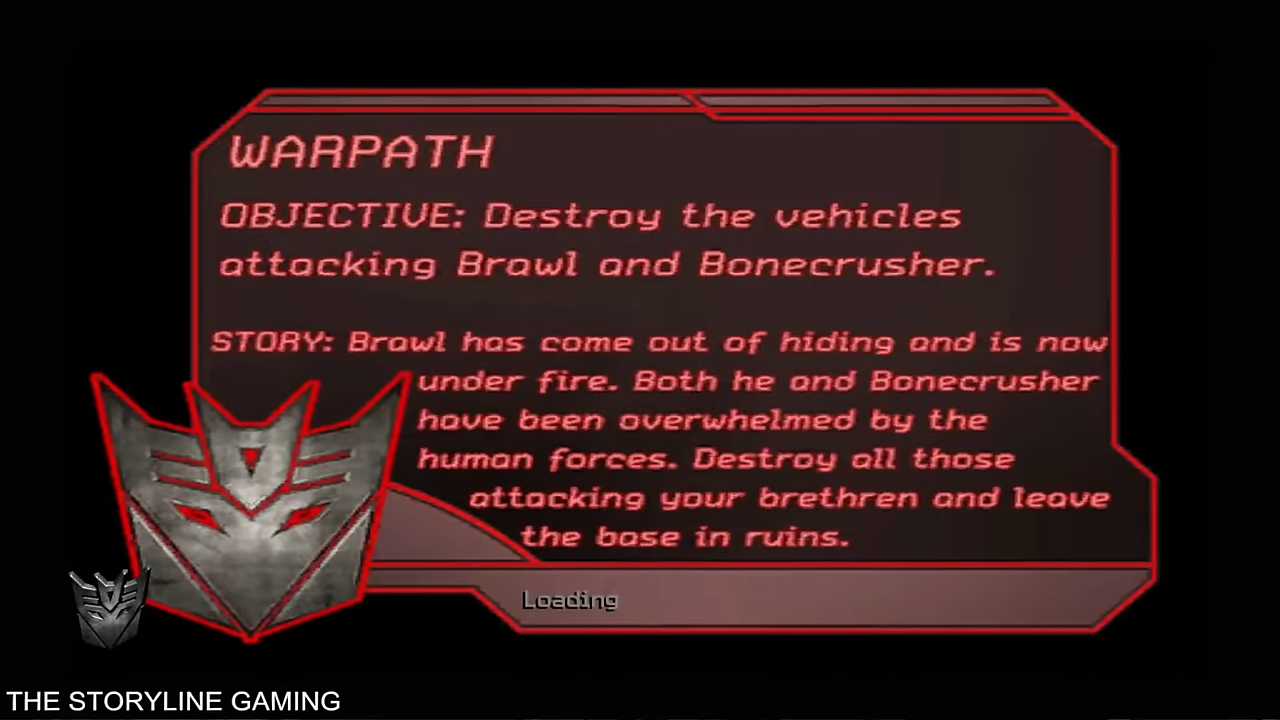 WARPATH
OBJECTIVE: Destroy the vehicles
attacking Brawl and Bonecrusher.
STORY: Brawl has come out of hiding and is now
under fire. Both he and Bonecrusher
have been overwhelmed by the
human forces. Destroy all those
attacking your brethren and leave
the base in ruins.
Loading
THE STORYLINE GAMING